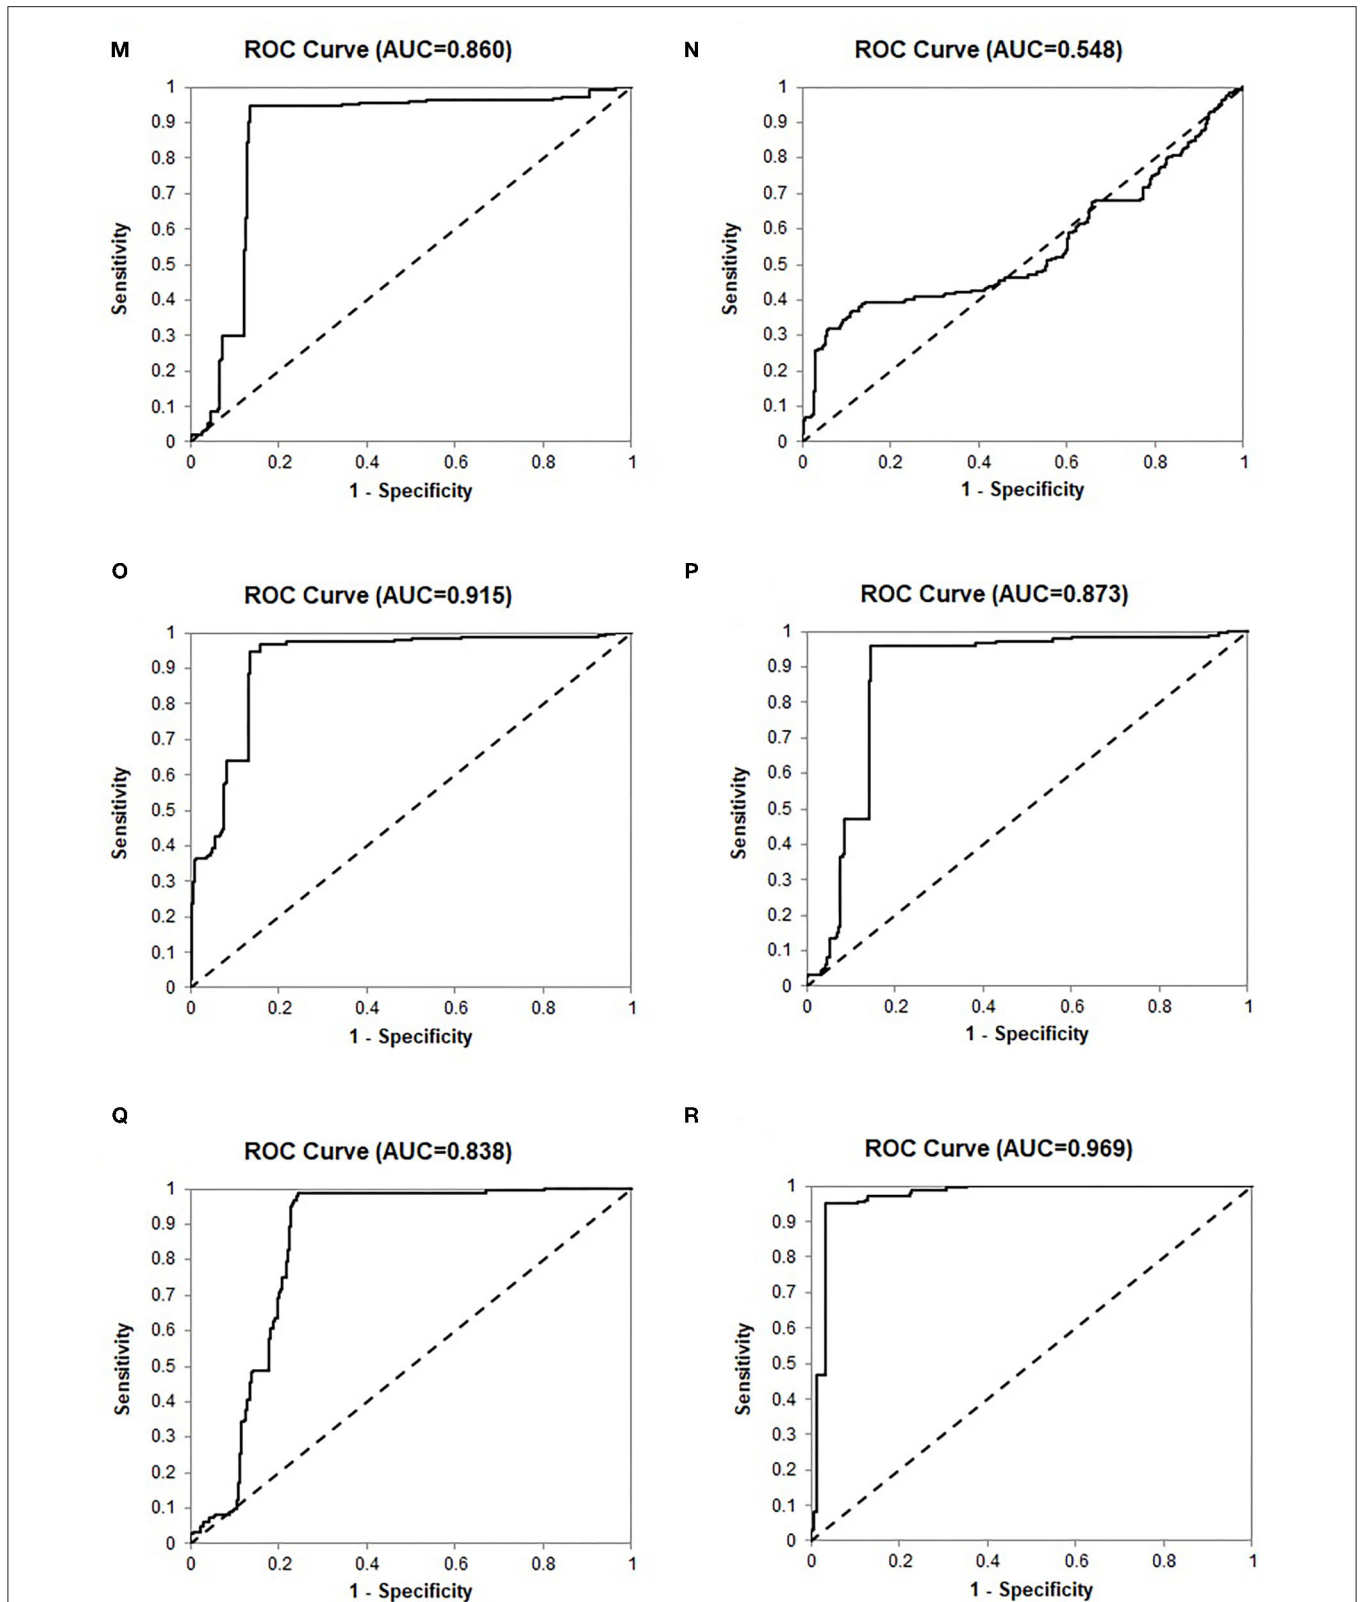 M
ROC Curve (AUC=0.860)
1
0.9
0.8
0.7
0.6
0.5
0.4
0.3
0.2
0.1
0
Sensitivity
0 0.2 0.4 0.6 0.8 1
1 - Specificity
N
ROC Curve (AUC=0.548)
1
0.9
0.8
0.7
0.6
0.5
0.4
0.3
0.2
0.1
0
Sensitivity
0 0.2 0.4 0.6 0.8 1
1 - Specificity
O
ROC Curve (AUC=0.915)
1
0.9
0.8
0.7
0.6
0.5
0.4
0.3
0.2
0.1
0
Sensitivity
0 0.2 0.4 0.6 0.8 1
1 - Specificity
P
ROC Curve (AUC=0.873)
1
0.9
0.8
0.7
0.6
0.5
0.4
0.3
0.2
0.1
0
Sensitivity
0 0.2 0.4 0.6 0.8 1
1 - Specificity
Q
ROC Curve (AUC=0.838)
1
0.9
0.8
0.7
0.6
0.5
0.4
0.3
0.2
0.1
0
Sensitivity
0 0.2 0.4 0.6 0.8 1
1 - Specificity
R
ROC Curve (AUC=0.969)
1
0.9
0.8
0.7
0.6
0.5
0.4
0.3
0.2
0.1
0
Sensitivity
0 0.2 0.4 0.6 0.8 1
1 - Specificity